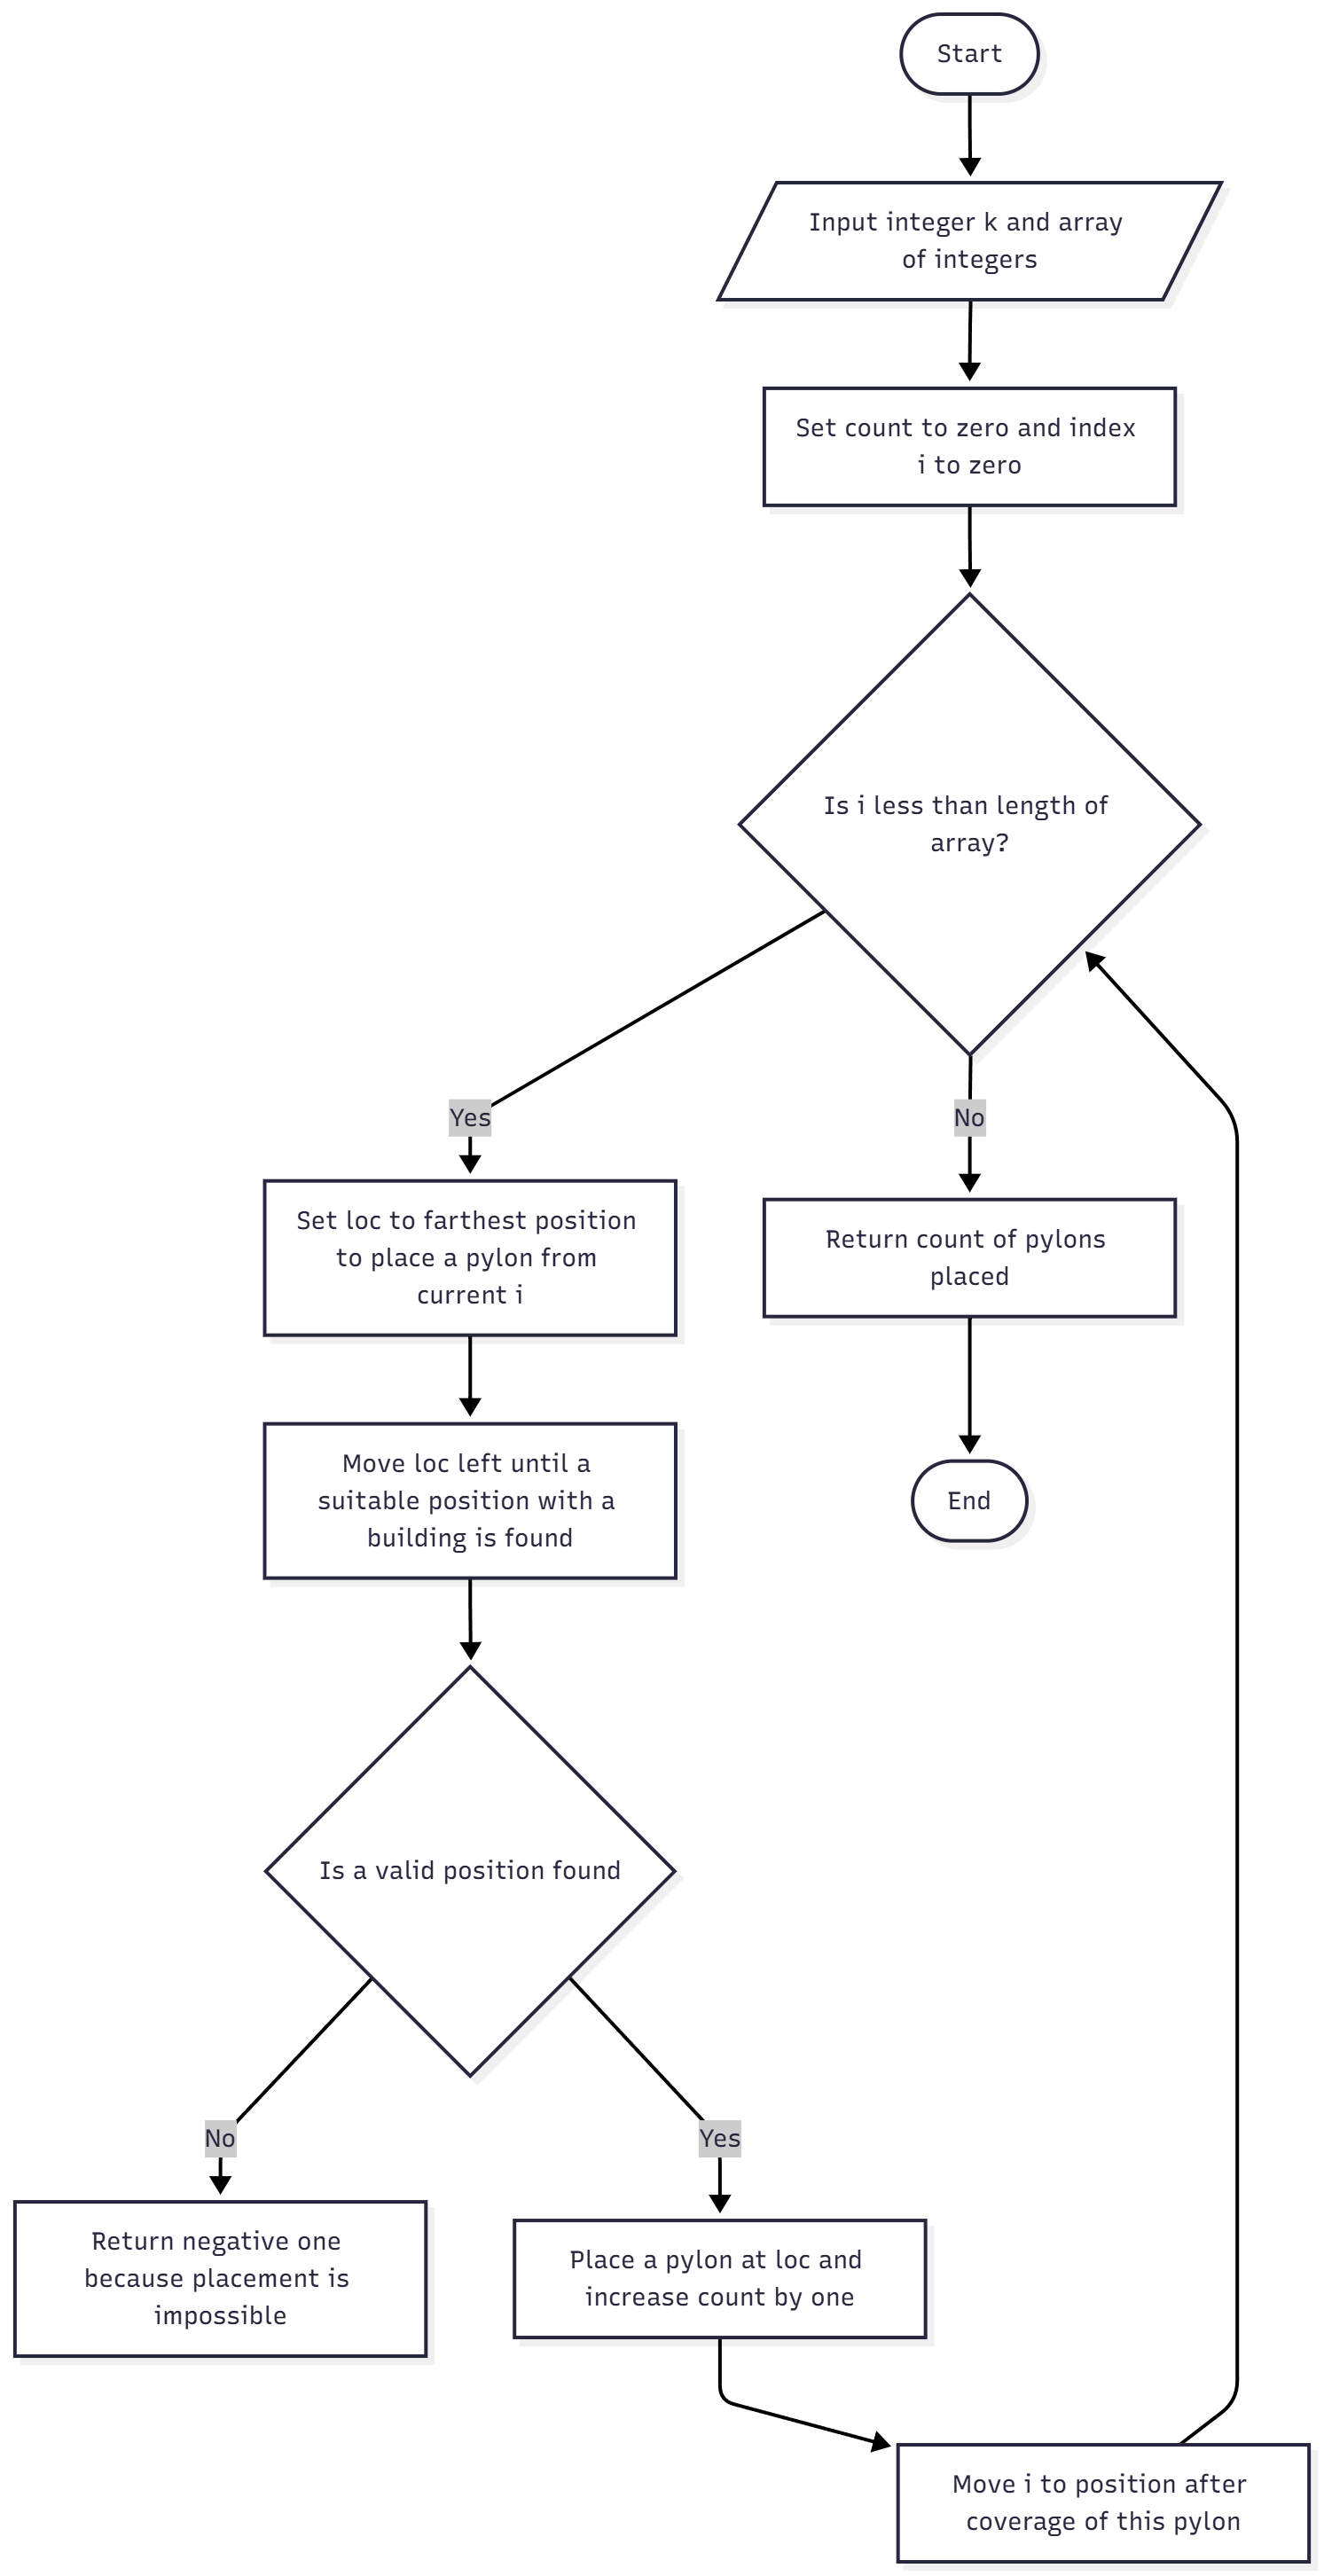 Start
Input integer k and array
of integers
Set count to zero and index
i to zero
Is i less than length of
array?
Yes
No
Set loc to farthest position
to place a pylon from
current i
Return count of pylons
placed
Move loc left until a
suitable position with a
building is found
End
Is a valid position found
No
Yes
Return negative one
because placement is
impossible
Place a pylon at loc and
increase count by one
Move i to position after
coverage of this pylon